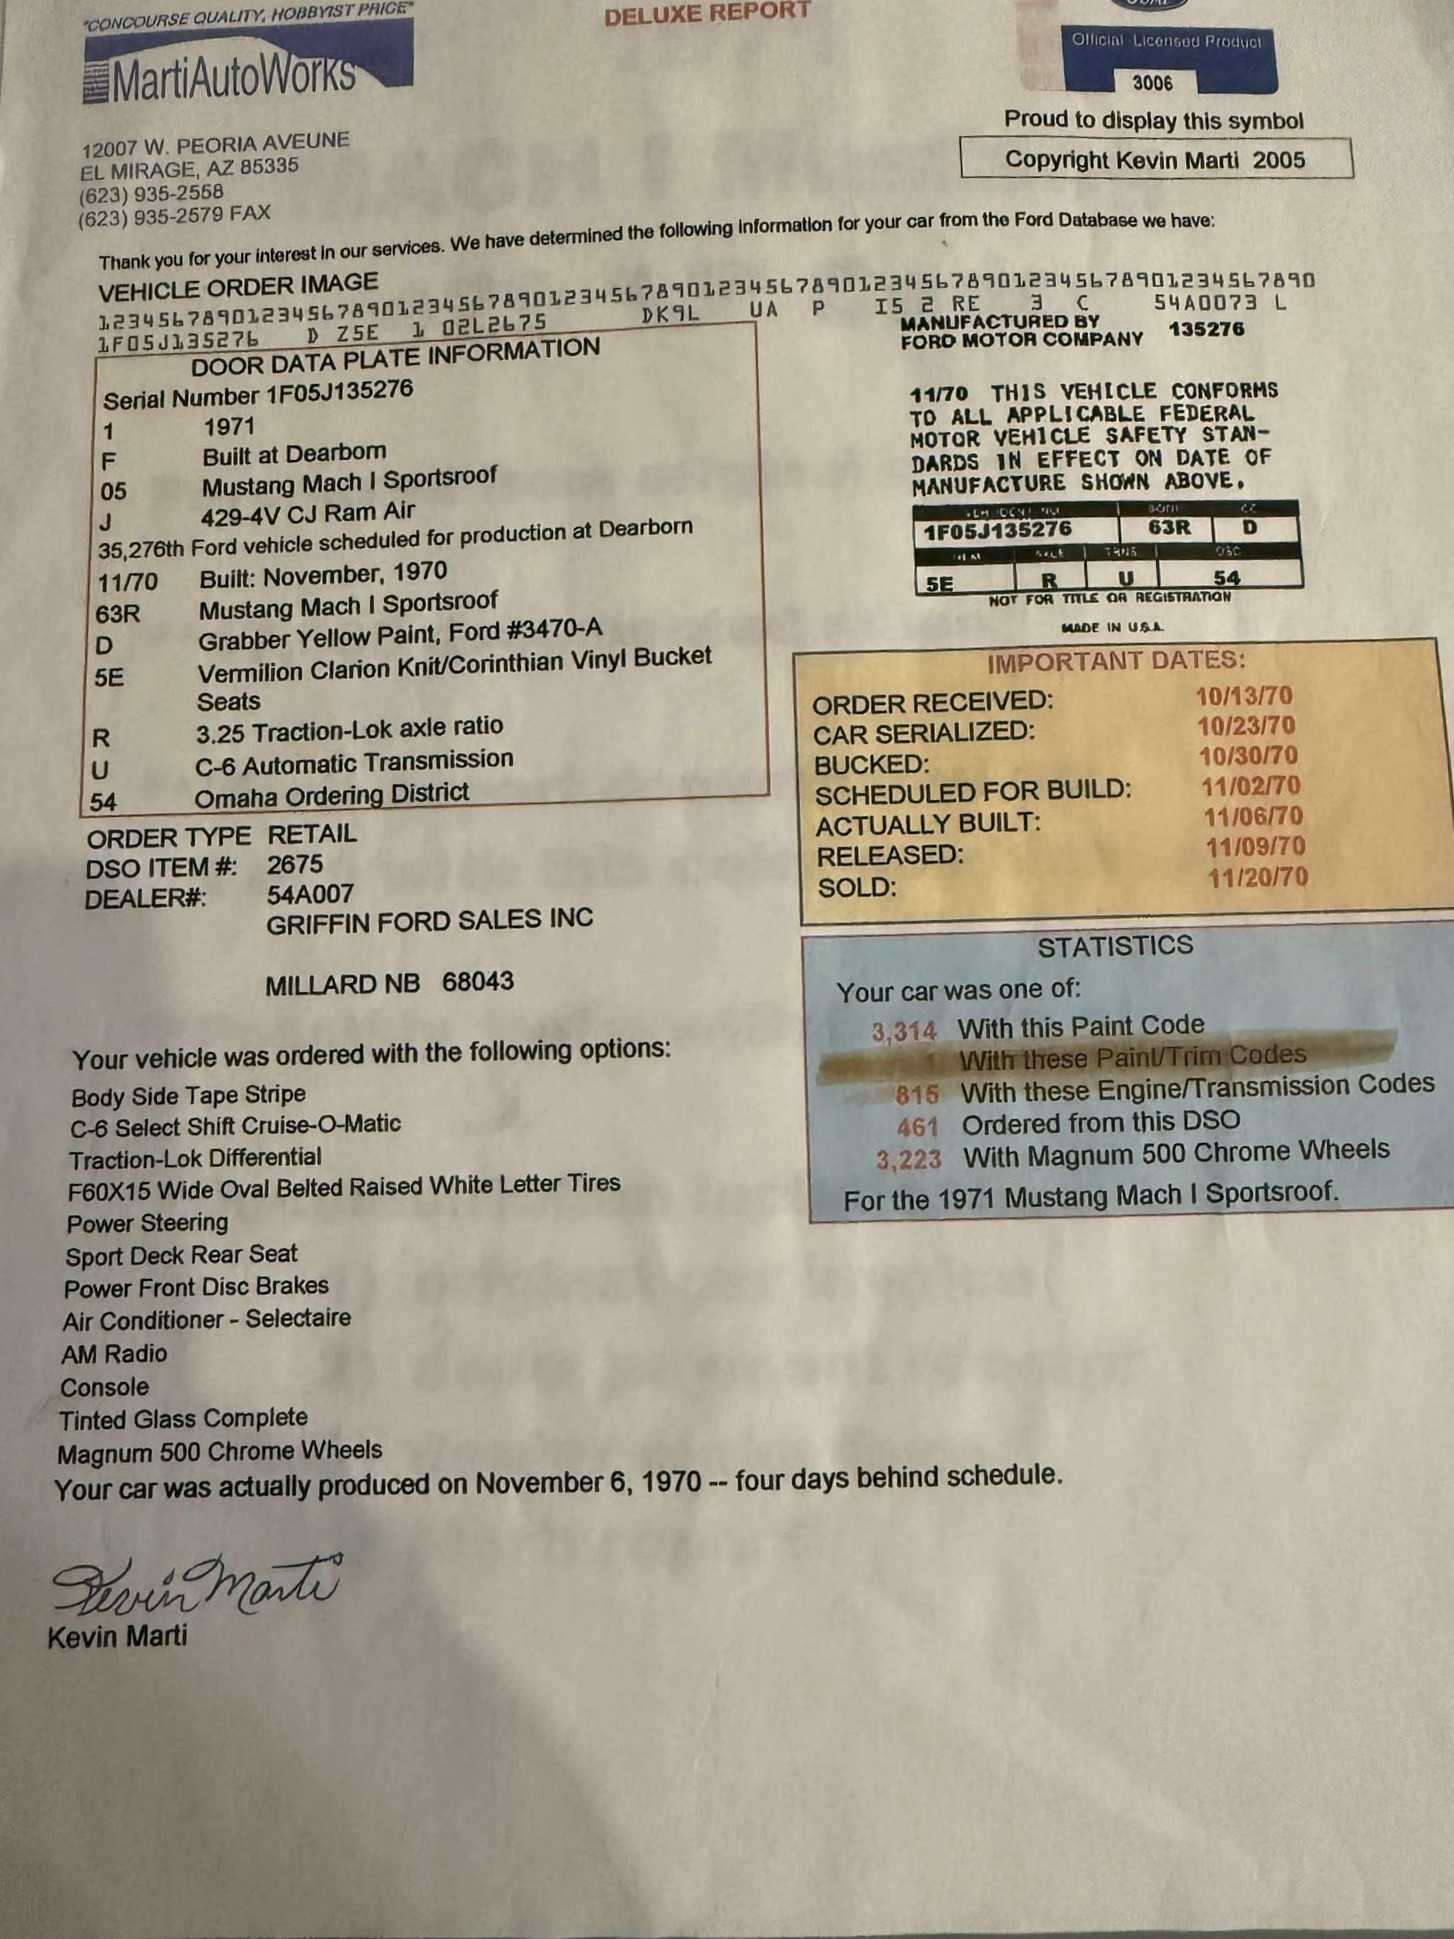 "CONCOURSE QUALITY, HOBBYIST PRICE"
DELUXE REPORT
MartiAutoWorks
Official Licensed Product
3006
Proud to display this symbol
Copyright Kevin Marti 2005
12007 W. PEORIA AVEUNE
EL MIRAGE, AZ 85335
(623) 935-2558
(623) 935-2579 FAX
Thank you for your interest in our services. We have determined the following information for your car from the Ford Database we have:
VEHICLE ORDER IMAGE
12345678901234567890123456789012345678901234567890123456789012345678901234567890
1F05J135276 D Z5E 1 02L2675 DK9L UA P I5 2 RE 3 C 54A0073 L
DOOR DATA PLATE INFORMATION
Serial Number 1F05J135276
1 1971
F Built at Dearborn
05 Mustang Mach I Sportsroof
J 429-4V CJ Ram Air
35,276th Ford vehicle scheduled for production at Dearborn
11/70 Built: November, 1970
63R Mustang Mach I Sportsroof
D Grabber Yellow Paint, Ford #3470-A
5E Vermilion Clarion Knit/Corinthian Vinyl Bucket
Seats
R 3.25 Traction-Lok axle ratio
U C-6 Automatic Transmission
54 Omaha Ordering District
MANUFACTURED BY
FORD MOTOR COMPANY 135276
11/70 THIS VEHICLE CONFORMS
TO ALL APPLICABLE FEDERAL
MOTOR VEHICLE SAFETY STAN-
DARDS IN EFFECT ON DATE OF
MANUFACTURE SHOWN ABOVE.
1F05J135276 63R D
5E R U 54
NOT FOR TITLE OR REGISTRATION
MADE IN U.S.A.
IMPORTANT DATES:
ORDER RECEIVED: 10/13/70
CAR SERIALIZED: 10/23/70
BUCKED: 10/30/70
SCHEDULED FOR BUILD: 11/02/70
ACTUALLY BUILT: 11/06/70
RELEASED: 11/09/70
SOLD: 11/20/70
ORDER TYPE RETAIL
DSO ITEM #: 2675
DEALER#: 54A007
GRIFFIN FORD SALES INC
MILLARD NB 68043
STATISTICS
Your car was one of:
3,314 With this Paint Code
1 With these Paint/Trim Codes
815 With these Engine/Transmission Codes
461 Ordered from this DSO
3,223 With Magnum 500 Chrome Wheels
For the 1971 Mustang Mach I Sportsroof.
Your vehicle was ordered with the following options:
Body Side Tape Stripe
C-6 Select Shift Cruise-O-Matic
Traction-Lok Differential
F60X15 Wide Oval Belted Raised White Letter Tires
Power Steering
Sport Deck Rear Seat
Power Front Disc Brakes
Air Conditioner - Selectaire
AM Radio
Console
Tinted Glass Complete
Magnum 500 Chrome Wheels
Your car was actually produced on November 6, 1970 -- four days behind schedule.
Kevin Marti
Kevin Marti